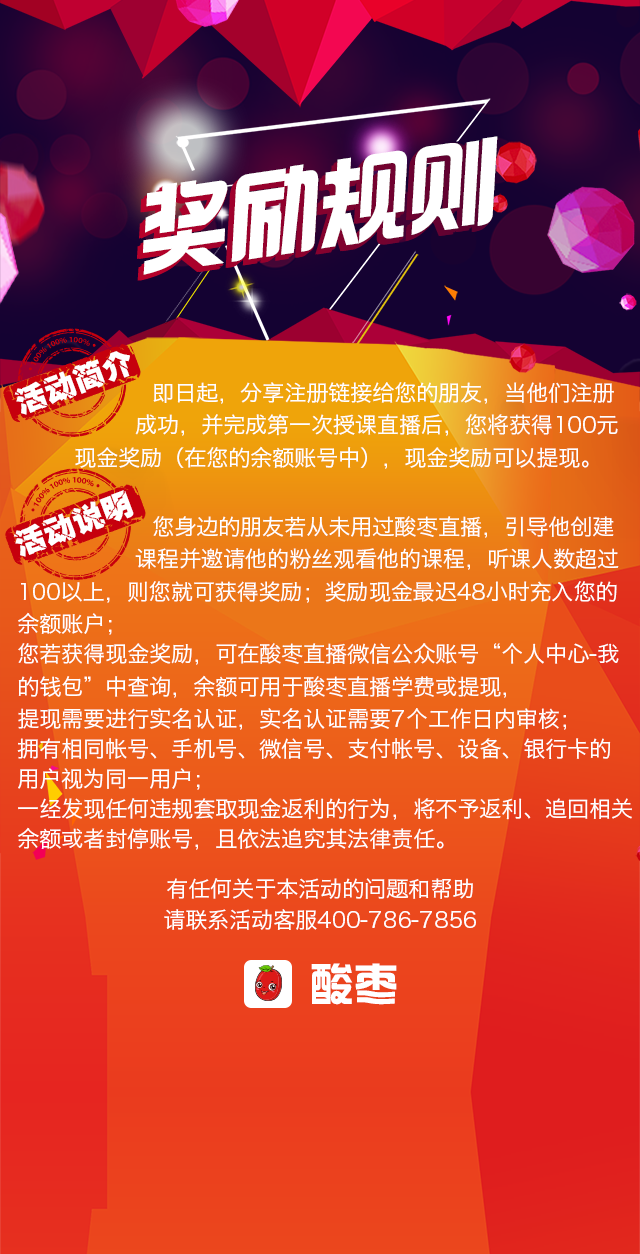 奖励规则
100% 100% 100%
活动简介
即日起，分享注册链接给您的朋友，当他们注册
成功，并完成第一次授课直播后，您将获得100元
现金奖励（在您的余额账号中），现金奖励可以提现。
100% 100% 100%
活动说明
您身边的朋友若从未用过酸枣直播，引导他创建
课程并邀请他的粉丝观看他的课程，听课人数超过
100以上，则您就可获得奖励；奖励现金最迟48小时充入您的
余额账户；
您若获得现金奖励，可在酸枣直播微信公众账号“个人中心-我
的钱包”中查询，余额可用于酸枣直播学费或提现，
提现需要进行实名认证，实名认证需要7个工作日内审核；
拥有相同帐号、手机号、微信号、支付帐号、设备、银行卡的
用户视为同一用户；
一经发现任何违规套取现金返利的行为，将不予返利、追回相关
余额或者封停账号，且依法追究其法律责任。
有任何关于本活动的问题和帮助
请联系活动客服400-786-7856
酸枣